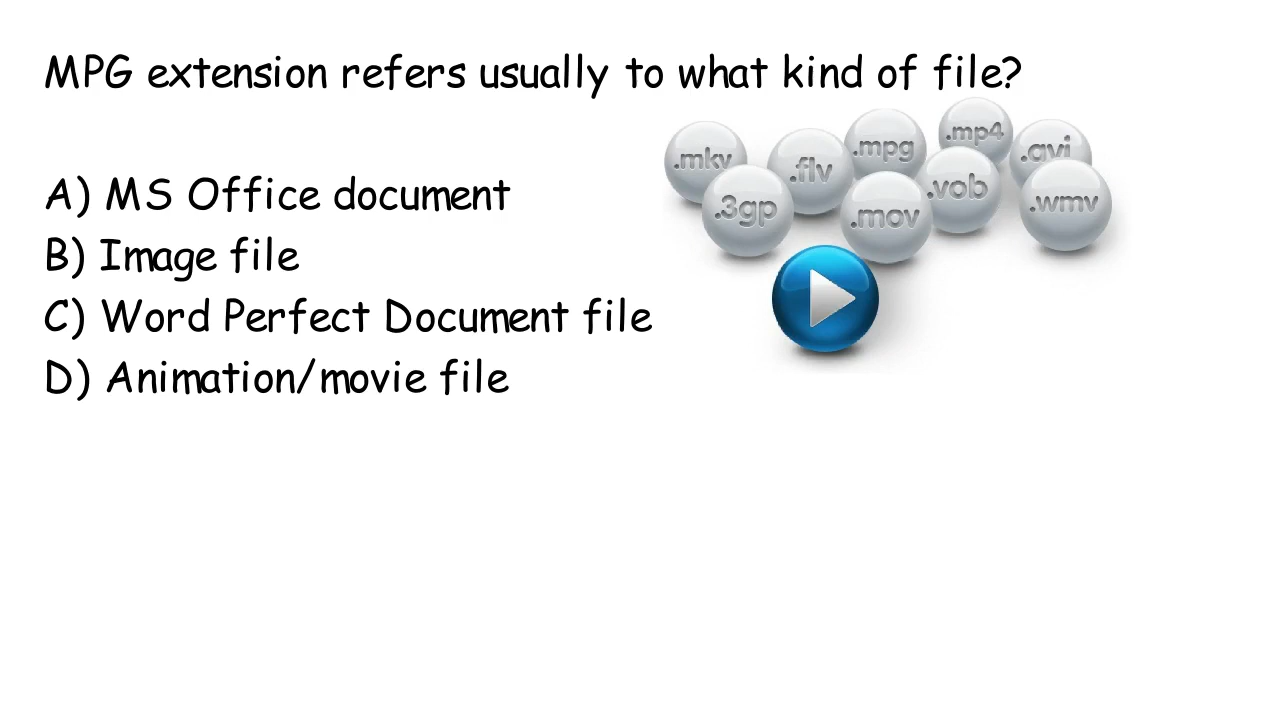 MPG extension refers usually to what kind of file?
A) MS Office document
B) Image file
C) Word Perfect Document file
D) Animation/movie file
.mkv
.flv
.mpg
.mp4
.avi
.3gp
.mov
.vob
.wmv